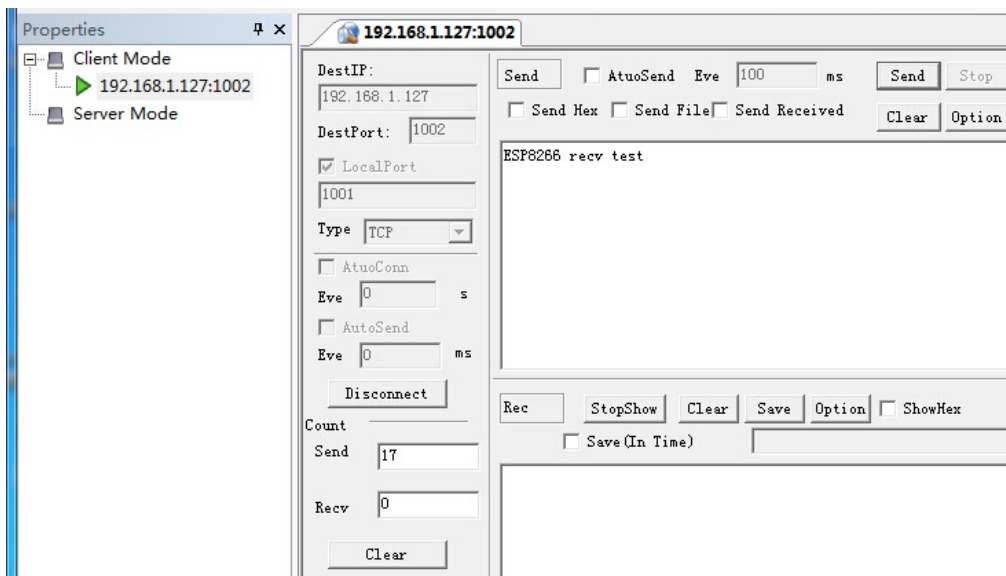 Properties
Client Mode
192.168.1.127:1002
Server Mode
192.168.1.127:1002
DestIP:
192.168.1.127
DestPort: 1002
LocalPort
1001
Type TCP
AtuoConn
Eve 0 s
AutoSend
Eve 0 ms
Disconnect
Count
Send 17
Recv 0
Clear
Send AtuoSend Eve 100 ms Send Stop
Send Hex Send File Send Received Clear Option
ESP8266 recv test
Rec StopShow Clear Save Option ShowHex
Save(In Time)